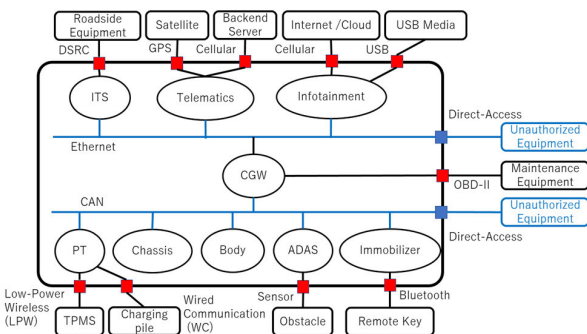 Roadside
Equipment
Satellite
Backend
Server
Internet /Cloud
USB Media
DSRC
GPS
Cellular
Cellular
USB
ITS
Telematics
Infotainment
Direct-Access
Unauthorized
Equipment
Ethernet
CGW
OBD-II
Maintenance
Equipment
CAN
Unauthorized
Equipment
Direct-Access
PT
Chassis
Body
ADAS
Immobilizer
Low-Power
Wireless
(LPW)
TPMS
Charging
pile
Wired
Communication
(WC)
Sensor
Obstacle
Bluetooth
Remote Key